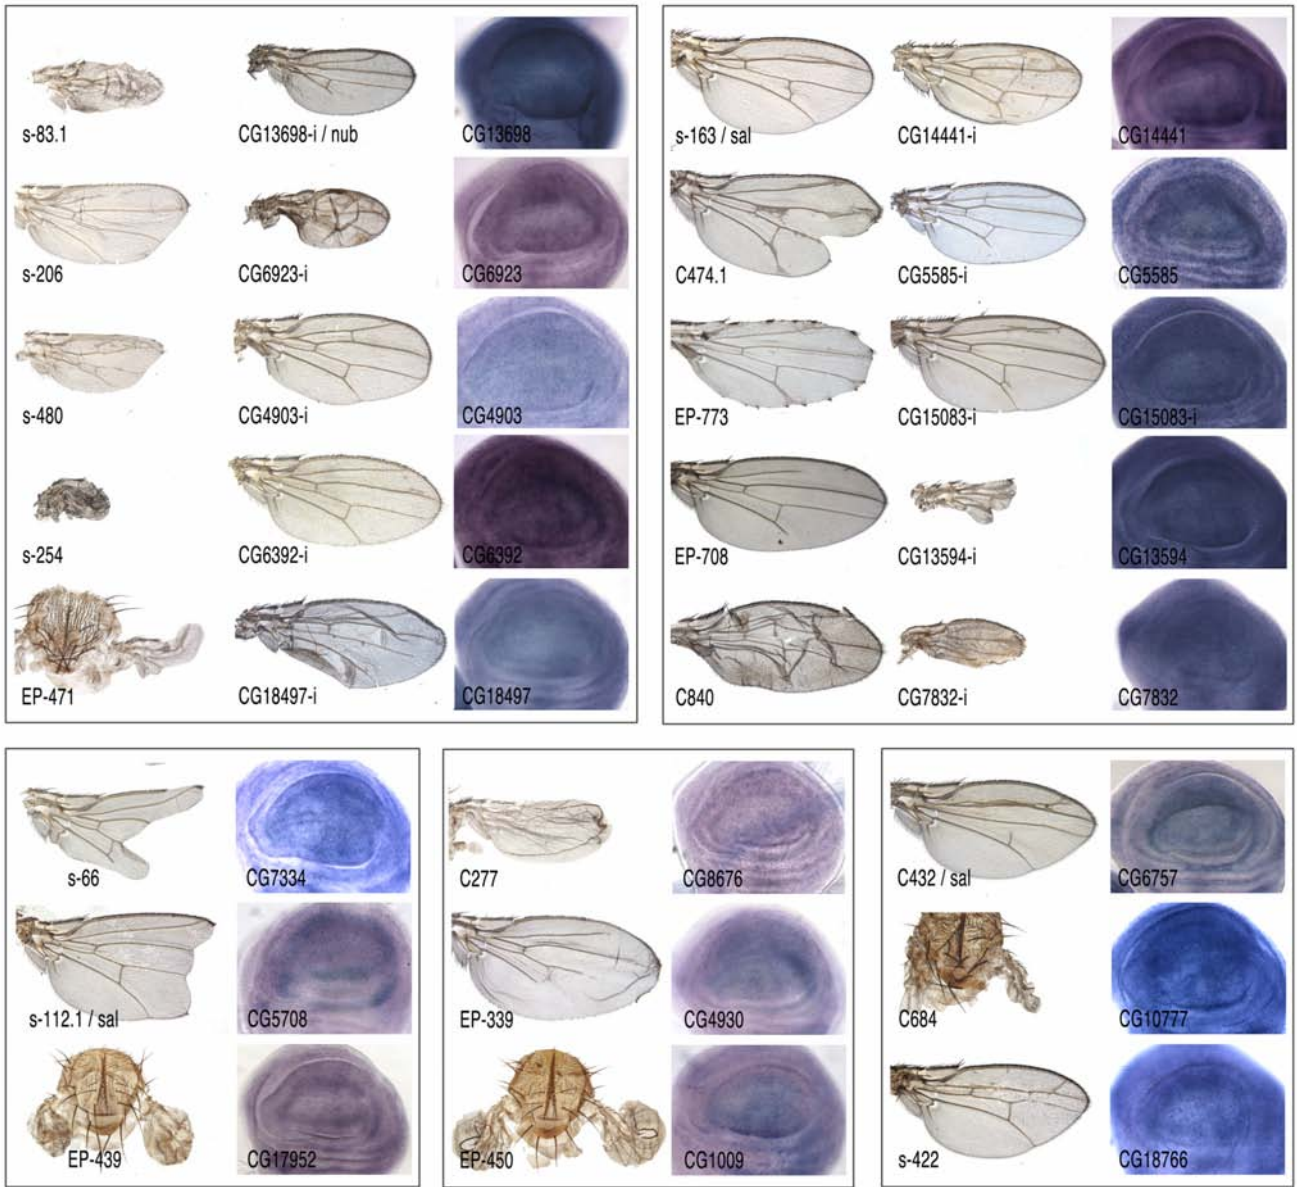 s-83.1
CG13698-i / nub
CG13698
s-206
CG6923-i
CG6923
s-480
CG4903-i
CG4903
s-254
CG6392-i
CG6392
EP-471
CG18497-i
CG18497
s-163 / sal
CG14441-i
CG14441
C474.1
CG5585-i
CG5585
EP-773
CG15083-i
CG15083-i
EP-708
CG13594-i
CG13594
C840
CG7832-i
CG7832
s-66
CG7334
s-112.1 / sal
CG5708
EP-439
CG17952
C277
CG8676
EP-339
CG4930
EP-450
CG1009
C432 / sal
CG6757
C684
CG10777
s-422
CG18766